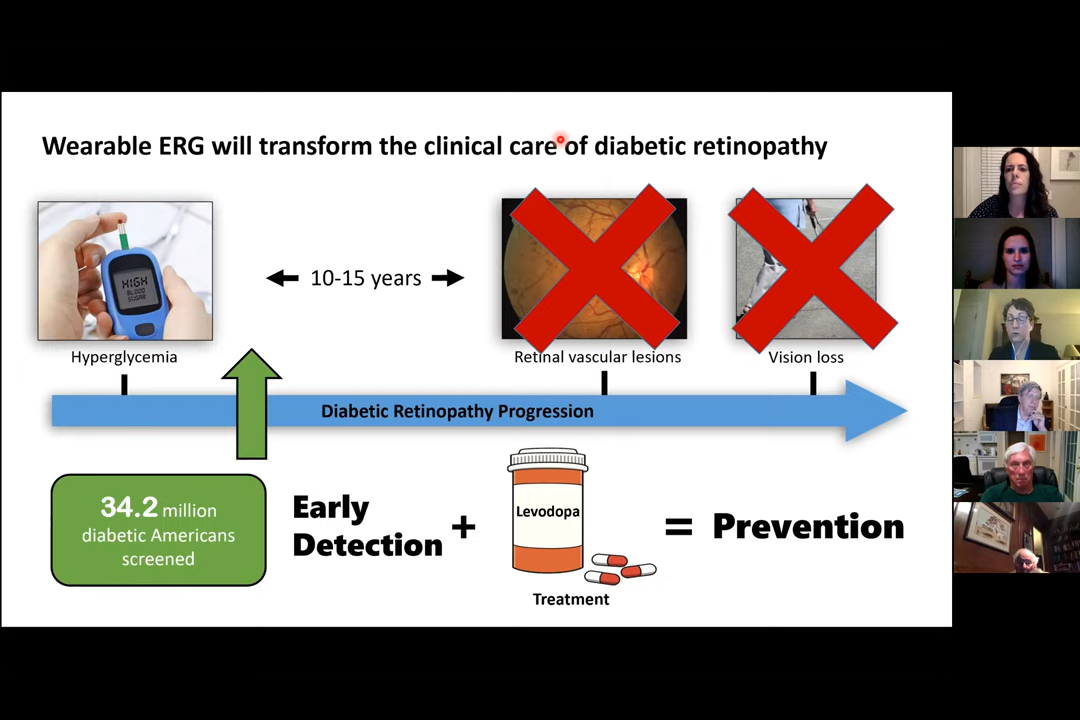 Wearable ERG will transform the clinical care of diabetic retinopathy
HIGH
BLOOD
SUGAR
10-15 years
Hyperglycemia
Retinal vascular lesions
Vision loss
Diabetic Retinopathy Progression
34.2 million
diabetic Americans
screened
Early
Detection
+
Levodopa
=
Prevention
Treatment